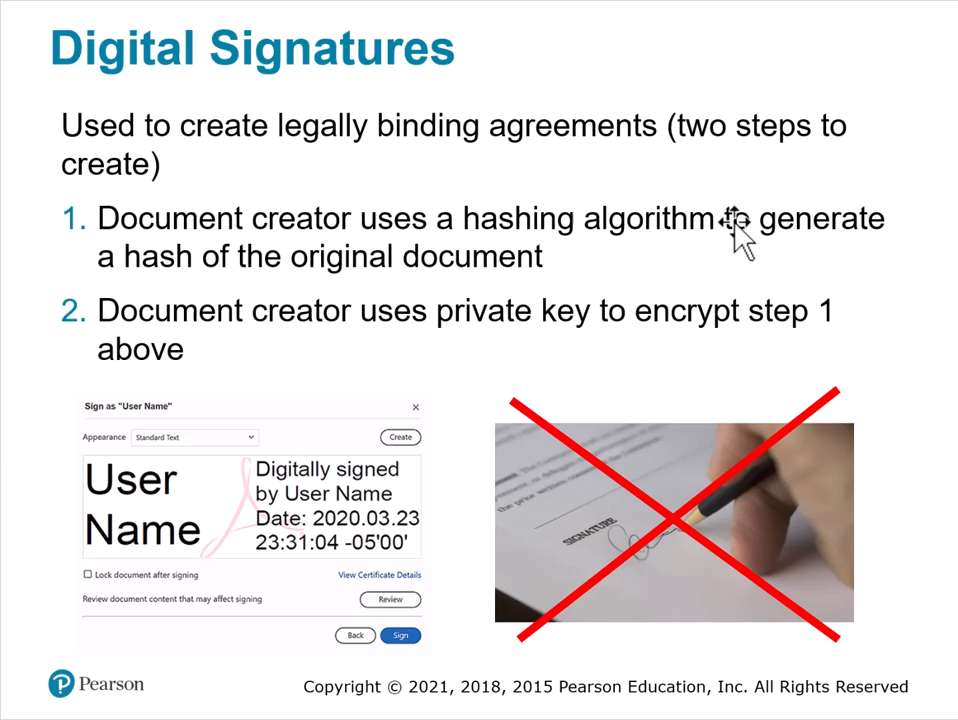 Digital Signatures
Used to create legally binding agreements (two steps to
create)
1. Document creator uses a hashing algorithm to generate
a hash of the original document
2. Document creator uses private key to encrypt step 1
above
Sign as "User Name"
Appearance Standard Text Create
User
Name
Digitally signed
by User Name
Date: 2020.03.23
23:31:04 -05'00'
Lock document after signing View Certificate Details
Review document content that may affect signing Review
Back Sign
SIGNATURE
Pearson
Copyright © 2021, 2018, 2015 Pearson Education, Inc. All Rights Reserved